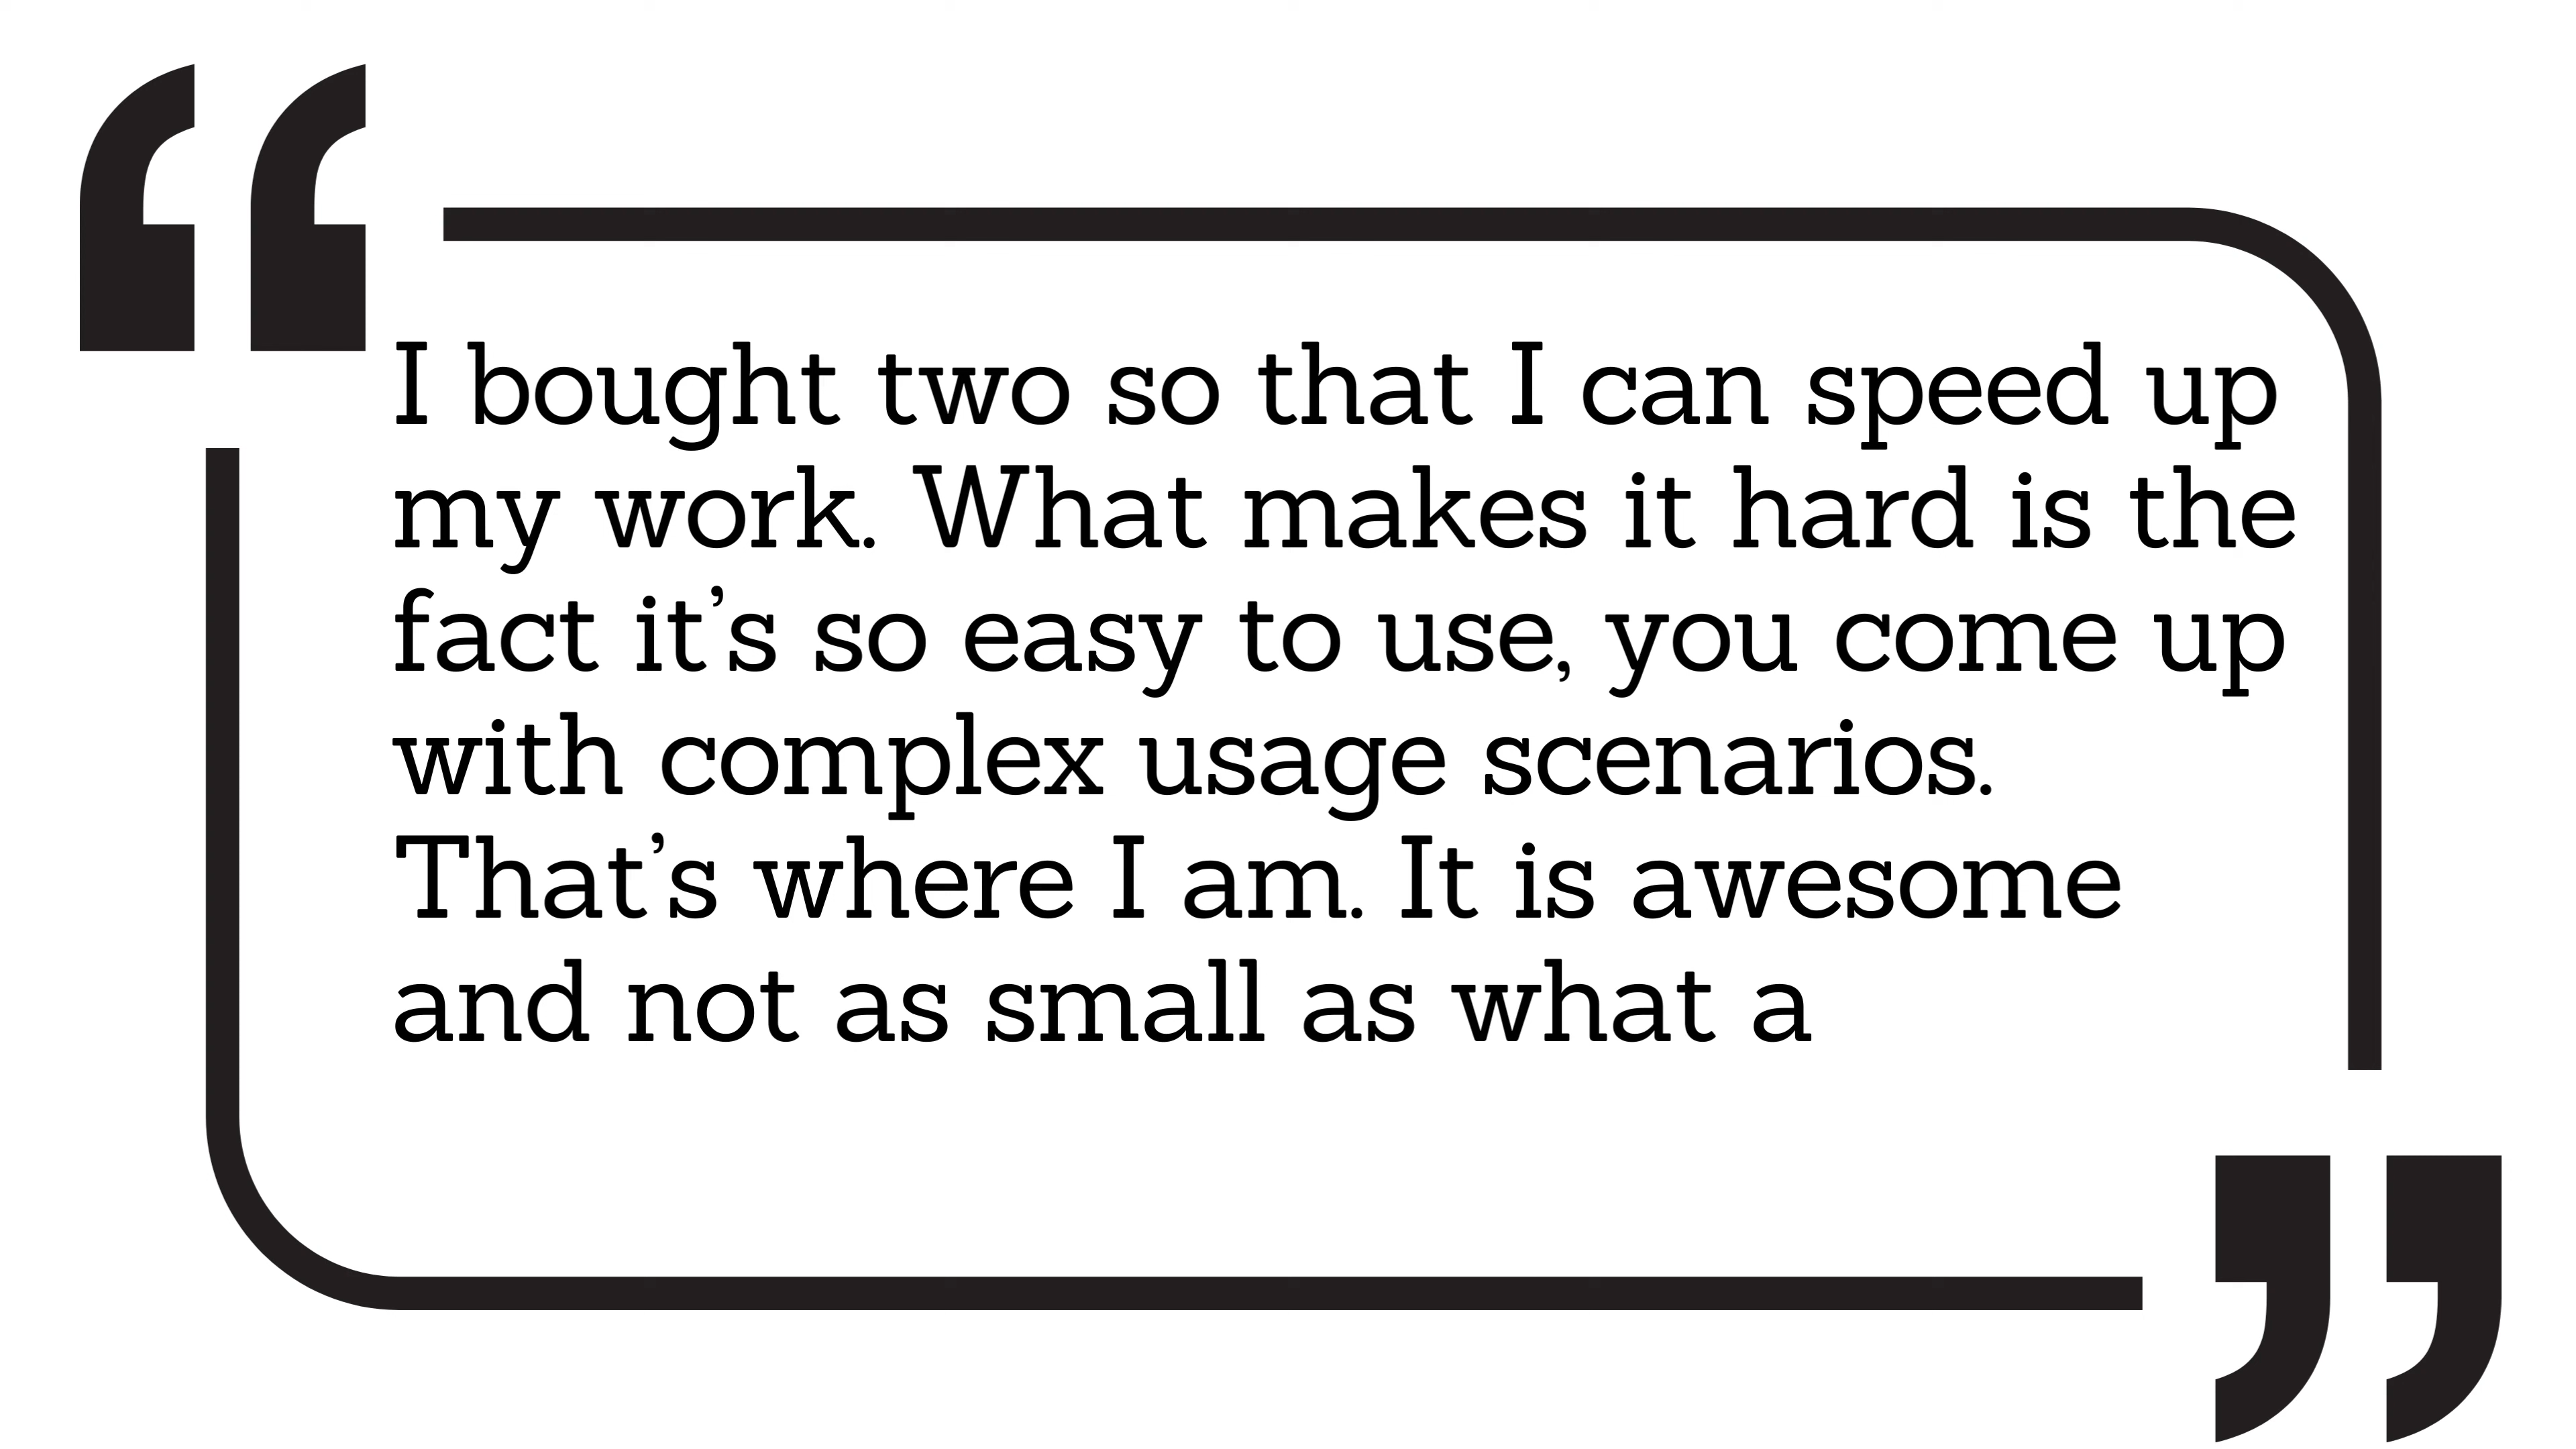 I bought two so that I can speed up
my work. What makes it hard is the
fact it’s so easy to use, you come up
with complex usage scenarios.
That’s where I am. It is awesome
and not as small as what a